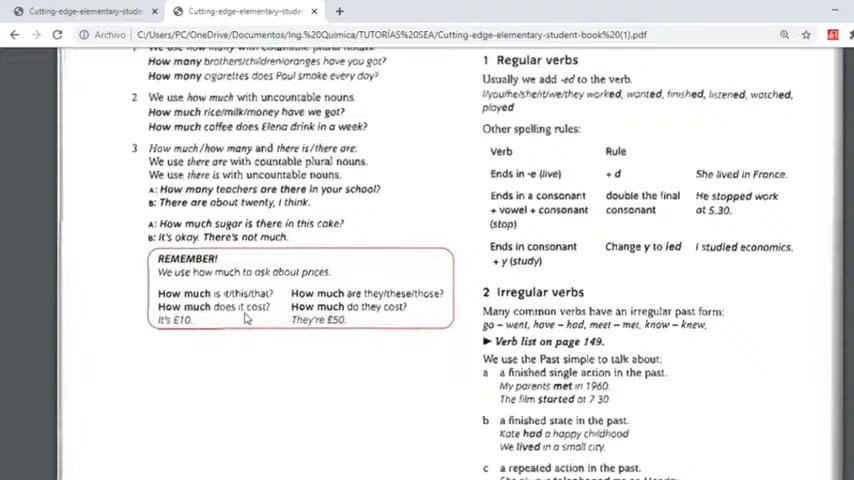 Cutting-edge-elementary-studen
Cutting-edge-elementary-student-
Archivo
C:/Users/PC/OneDrive/Documentos/Ing.%20Quimica/TUTORÍAS%20SEA/Cutting-edge-elementary-student-book%20(1).pdf
How many brothers/children/oranges have you got?
How many cigarettes does Paul smoke every day?
2 We use how much with uncountable nouns.
How much rice/milk/money have we got?
How much coffee does Elena drink in a week?
3 How much/how many and there is/there are.
We use there are with countable plural nouns.
We use there is with uncountable nouns.
A: How many teachers are there in your school?
B: There are about twenty, I think.
A: How much sugar is there in this cake?
B: It's okay. There's not much.
REMEMBER!
We use how much to ask about prices.
How much is it/this/that? How much are they/these/those?
How much does it cost? How much do they cost?
It's £10. They're £50.
1 Regular verbs
Usually we add -ed to the verb.
I/you/he/she/it/we/they worked, wanted, finished, listened, watched,
played
Other spelling rules:
Verb Rule
Ends in -e (live) + d She lived in France.
Ends in a consonant double the final He stopped work
+ vowel + consonant consonant at 5.30.
(stop)
Ends in consonant Change y to ied I studied economics.
+ y (study)
2 Irregular verbs
Many common verbs have an irregular past form:
go – went, have – had, meet – met, know – knew,
► Verb list on page 149.
We use the Past simple to talk about:
a a finished single action in the past.
My parents met in 1960.
The film started at 7 30
b a finished state in the past.
Kate had a happy childhood
We lived in a small city.
c a repeated action in the past.